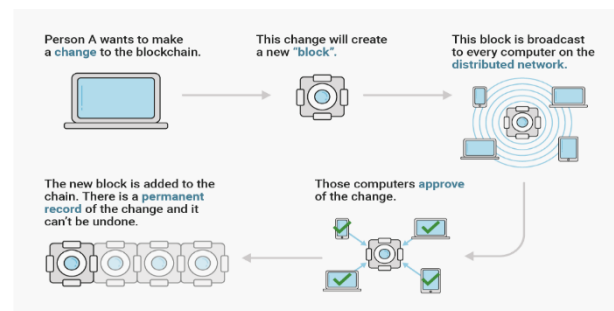 Person A wants to make
a change to the blockchain.
This change will create
a new "block".
This block is broadcast
to every computer on the
distributed network.
The new block is added to the
chain. There is a permanent
record of the change and it
can't be undone.
Those computers approve
of the change.